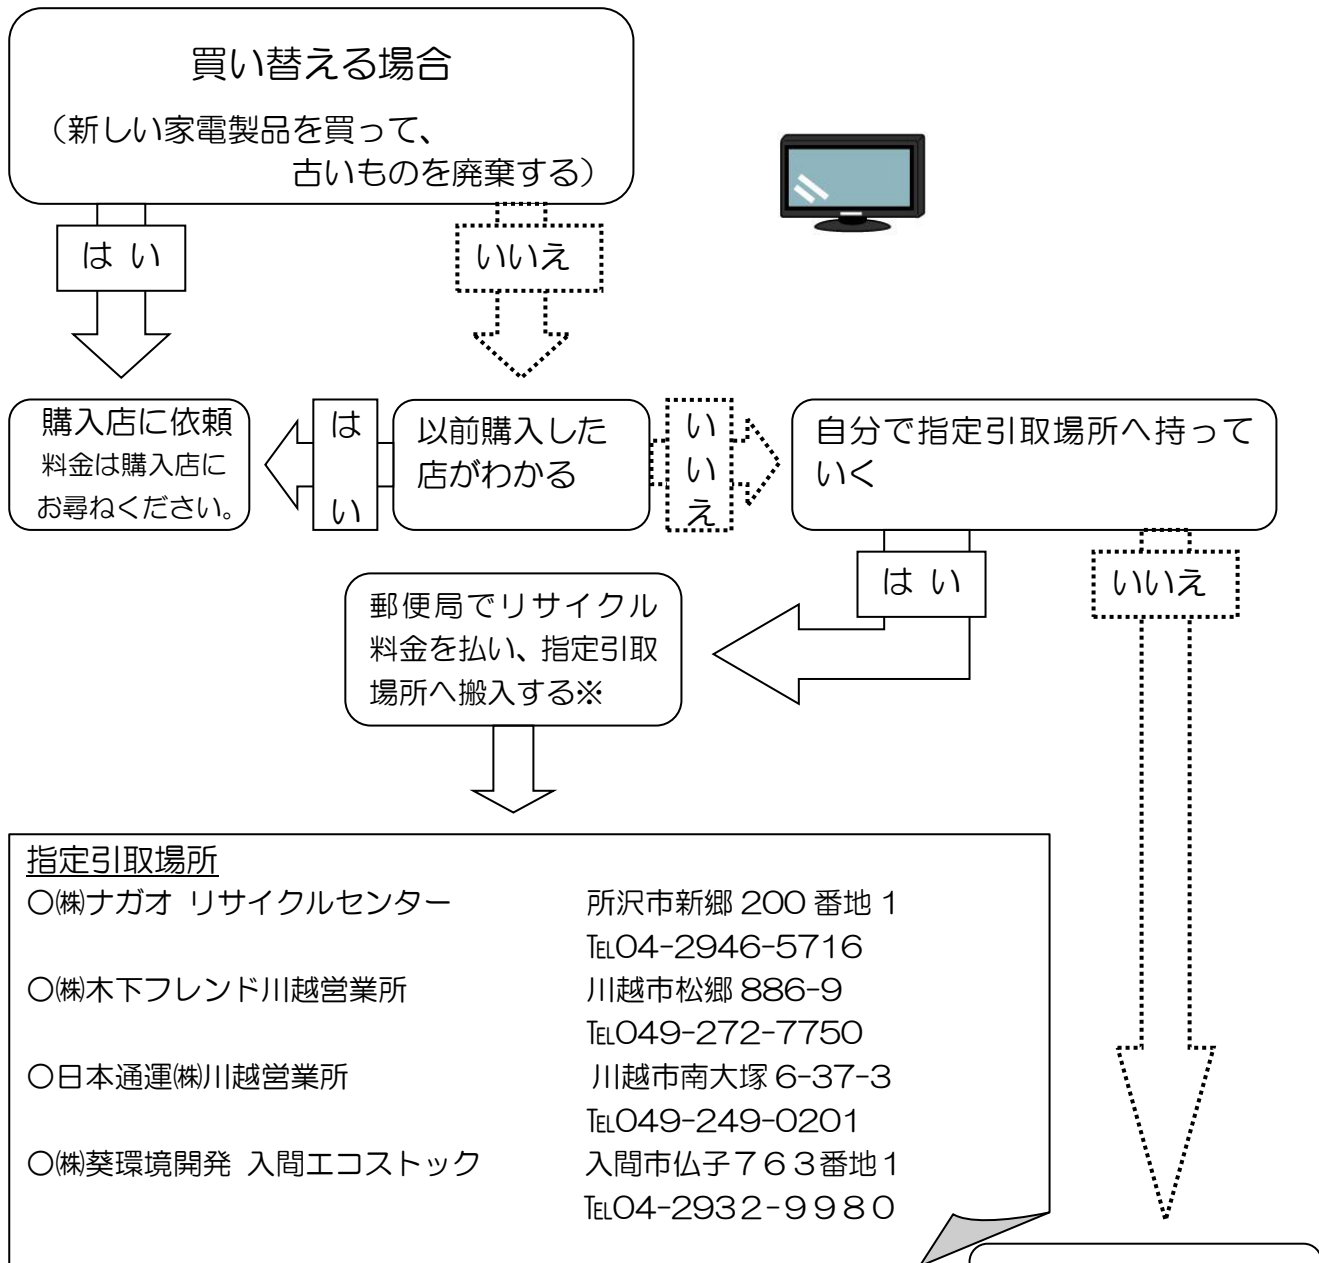 買い替える場合
（新しい家電製品を買って、
古いものを廃棄する）
はい
いいえ
購入店に依頼
料金は購入店に
お尋ねください。
はい
以前購入した
店がわかる
いいえ
自分で指定引取場所へ持って
いく
はい
いいえ
郵便局でリサイクル
料金を払い、指定引取
場所へ搬入する※
指定引取場所
○㈱ナガオ リサイクルセンター 所沢市新郷 200 番地 1
℡04-2946-5716
○㈱木下フレンド川越営業所 川越市松郷 886-9
℡049-272-7750
○日本通運㈱川越営業所 川越市南大塚 6-37-3
℡049-249-0201
○㈱葵環境開発 入間エコストック 入間市仏子７６３番地１
℡04-2932-９９８０